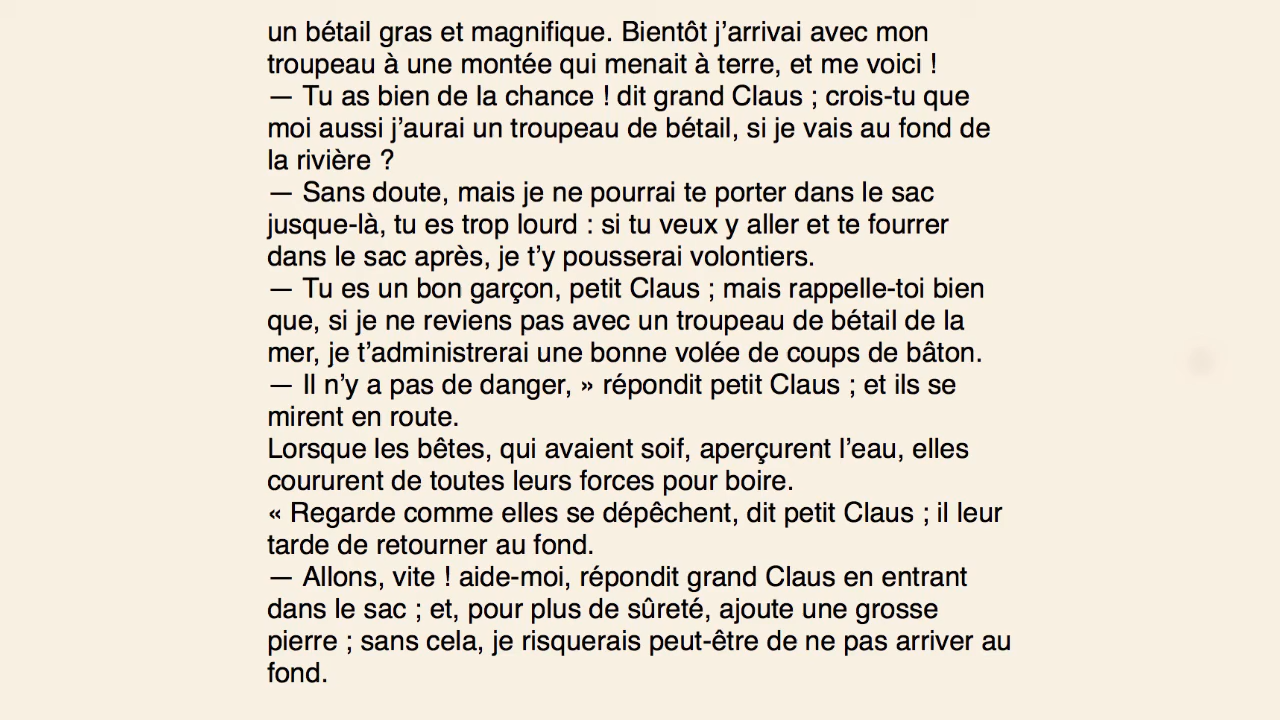 un bétail gras et magnifique. Bientôt j’arrivai avec mon
troupeau à une montée qui menait à terre, et me voici !
— Tu as bien de la chance ! dit grand Claus ; crois-tu que
moi aussi j’aurai un troupeau de bétail, si je vais au fond de
la rivière ?
— Sans doute, mais je ne pourrai te porter dans le sac
jusque-là, tu es trop lourd : si tu veux y aller et te fourrer
dans le sac après, je t’y pousserai volontiers.
— Tu es un bon garçon, petit Claus ; mais rappelle-toi bien
que, si je ne reviens pas avec un troupeau de bétail de la
mer, je t’administrerai une bonne volée de coups de bâton.
— Il n’y a pas de danger, » répondit petit Claus ; et ils se
mirent en route.
Lorsque les bêtes, qui avaient soif, aperçurent l’eau, elles
coururent de toutes leurs forces pour boire.
« Regarde comme elles se dépêchent, dit petit Claus ; il leur
tarde de retourner au fond.
— Allons, vite ! aide-moi, répondit grand Claus en entrant
dans le sac ; et, pour plus de sûreté, ajoute une grosse
pierre ; sans cela, je risquerais peut-être de ne pas arriver au
fond.